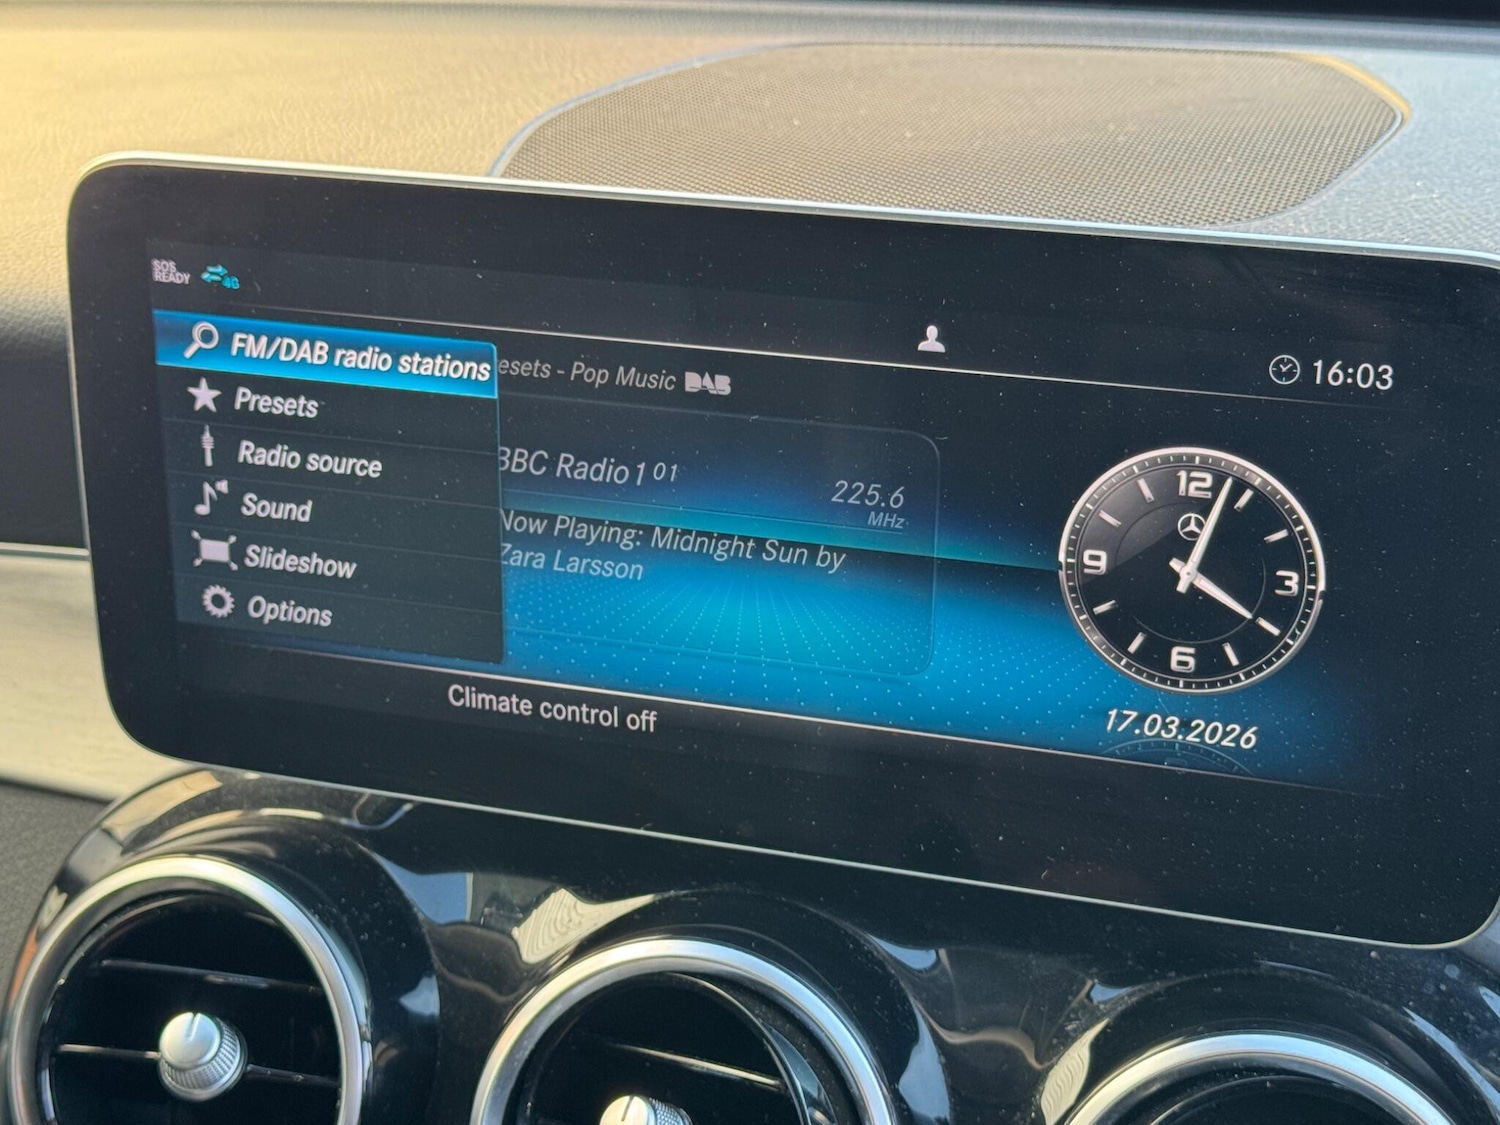 SOS
READY
4G
FM/DAB radio stations
Presets
Radio source
Sound
Slideshow
Options
esets - Pop Music DAB
BBC Radio 1 01
225.6
MHz
Now Playing: Midnight Sun by
Zara Larsson
Climate control off
16:03
12
3
6
9
17.03.2026